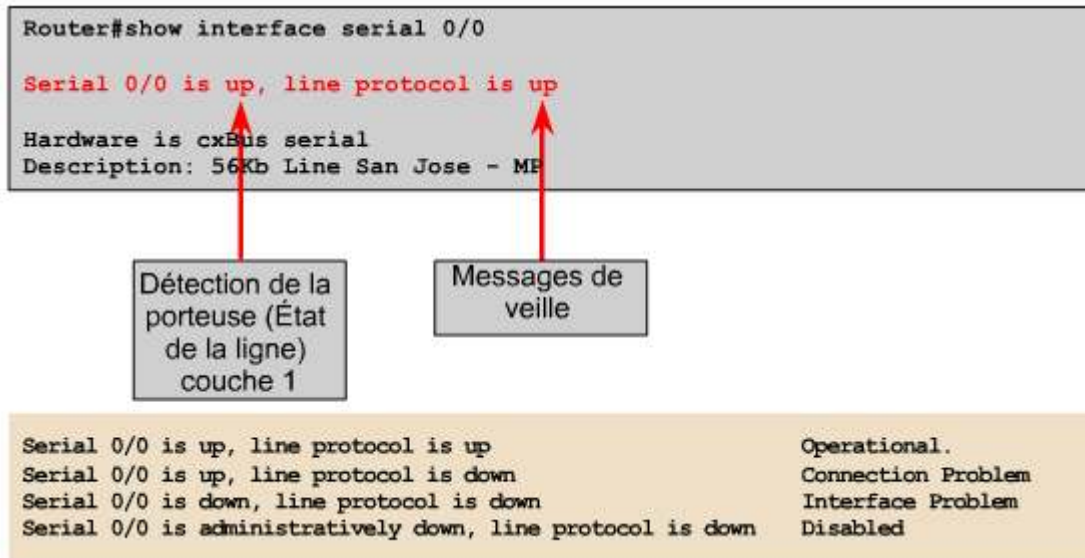 Router#show interface serial 0/0
Serial 0/0 is up, line protocol is up
Hardware is cxBus serial
Description: 56Kb Line San Jose - MP
Détection de la
porteuse (État
de la ligne)
couche 1
Messages de
veille
Serial 0/0 is up, line protocol is up Operational.
Serial 0/0 is up, line protocol is down Connection Problem
Serial 0/0 is down, line protocol is down Interface Problem
Serial 0/0 is administratively down, line protocol is down Disabled